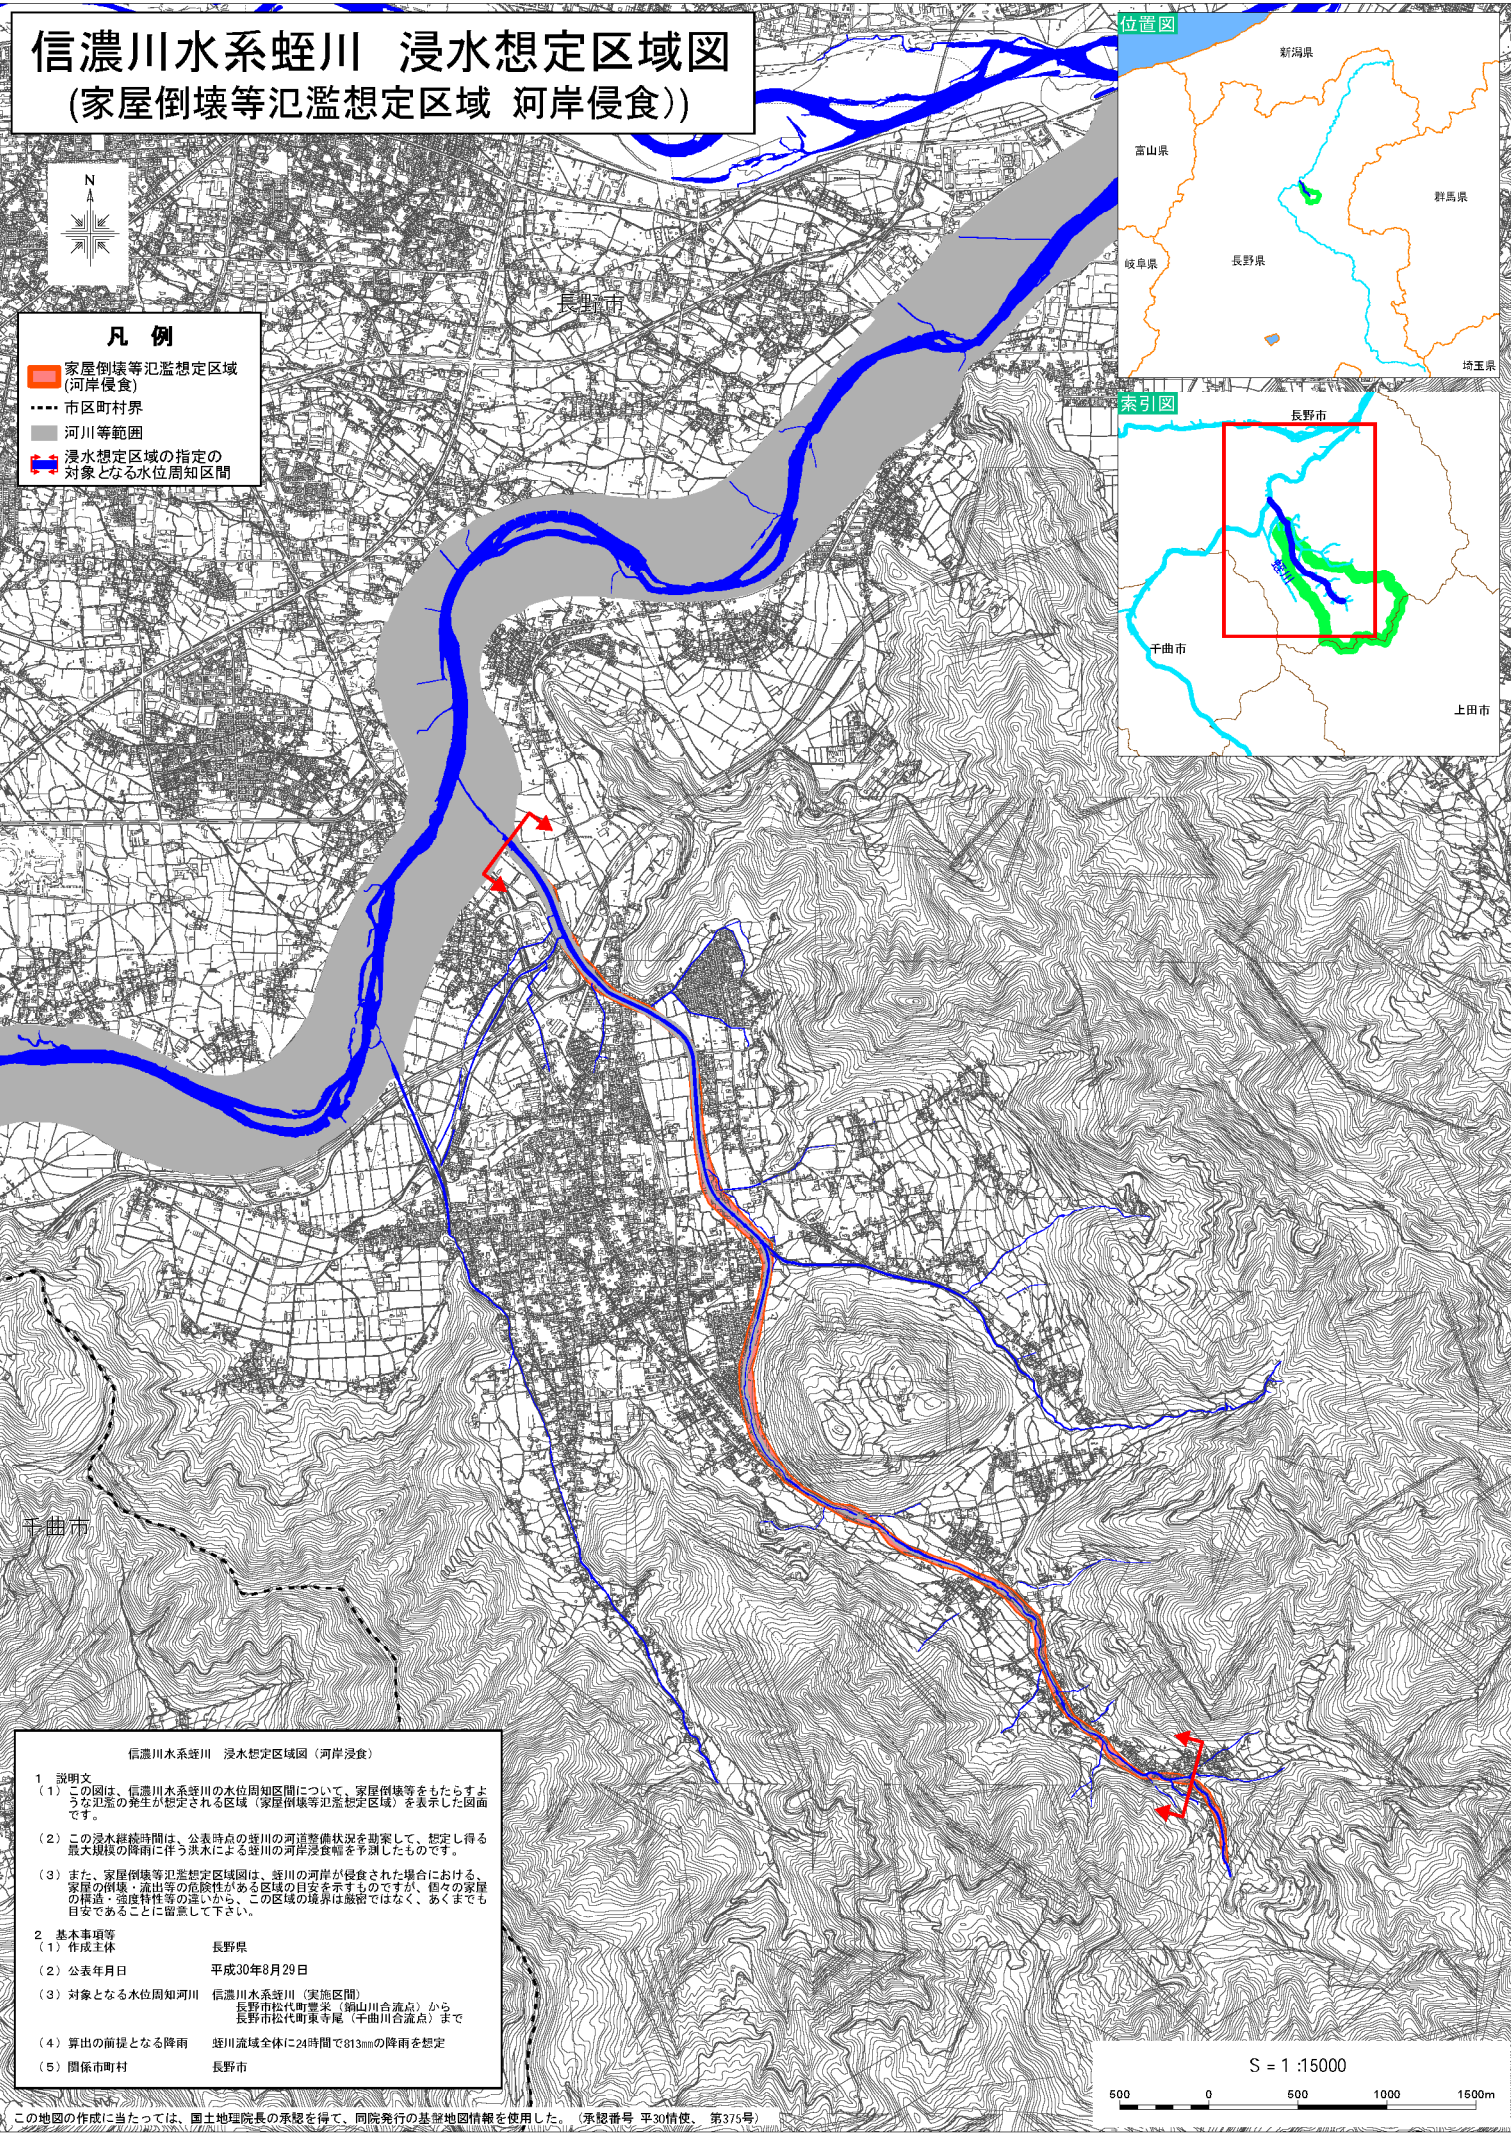 信濃川水系蛭川　浸水想定区域図
(家屋倒壊等氾濫想定区域 河岸侵食))
N
凡　例
家屋倒壊等氾濫想定区域
(河岸侵食)
市区町村界
河川等範囲
浸水想定区域の指定の
対象となる水位周知区間
長野市
千曲市
位置図
新潟県
富山県
群馬県
岐阜県
長野県
埼玉県
索引図
長野市
蛭川
千曲市
上田市
信濃川水系蛭川　浸水想定区域図（河岸浸食）
1　説明文
（1）この図は、信濃川水系蛭川の水位周知区間について、家屋倒壊等をもたらすよ
うな氾濫の発生が想定される区域（家屋倒壊等氾濫想定区域）を表示した図面
です。
（2）この浸水継続時間は、公表時点の蛭川の河道整備状況を勘案して、想定し得る
最大規模の降雨に伴う洪水による蛭川の河岸浸食幅を予測したものです。
（3）また、家屋倒壊等氾濫想定区域図は、蛭川の河岸が侵食された場合における、
家屋の倒壊・流出等の危険性がある区域の目安を示すものですが、個々の家屋
の構造・強度特性等の違いから、この区域の境界は厳密ではなく、あくまでも
目安であることに留意して下さい。
2　基本事項等
（1）作成主体　長野県
（2）公表年月日　平成30年8月29日
（3）対象となる水位周知河川　信濃川水系蛭川（実施区間）
長野市松代町豊栄（鍋山川合流点）から
長野市松代町東寺尾（千曲川合流点）まで
（4）算出の前提となる降雨　蛭川流域全体に24時間で813mmの降雨を想定
（5）関係市町村　長野市
この地図の作成に当たっては、国土地理院長の承認を得て、同院発行の基盤地図情報を使用した。（承認番号 平30情使、 第375号）
S = 1 :15000
500 0 500 1000 1500m